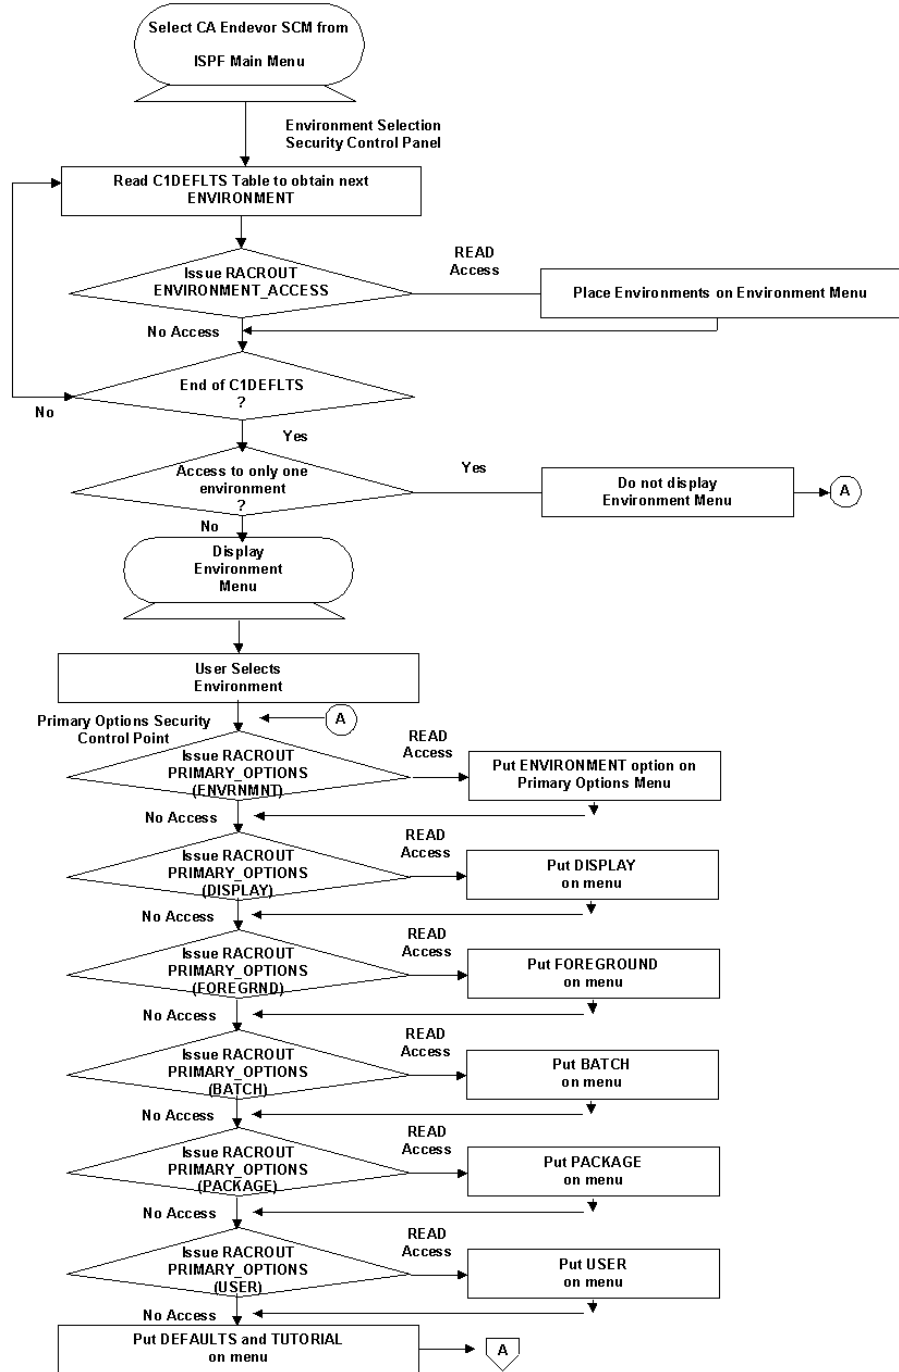 Select CA Endevor SCM from
ISPF Main Menu
Environment Selection
Security Control Panel
Read C1DEFLTS Table to obtain next
ENVIRONMENT
READ
Access
Issue RACROUT
ENVIRONMENT_ACCESS
Place Environments on Environment Menu
No Access
End of C1DEFLTS
?
No
Yes
Access to only one
environment
?
Yes
Do not display
Environment Menu
A
No
Display
Environment
Menu
User Selects
Environment
A
Primary Options Security
Control Point
READ
Access
Issue RACROUT
PRIMARY_OPTIONS
(ENVRNMNT)
Put ENVIRONMENT option on
Primary Options Menu
No Access
READ
Access
Issue RACROUT
PRIMARY_OPTIONS
(DISPLAY)
Put DISPLAY
on menu
No Access
READ
Access
Issue RACROUT
PRIMARY_OPTIONS
(FOREGRND)
Put FOREGROUND
on menu
No Access
READ
Access
Issue RACROUT
PRIMARY_OPTIONS
(BATCH)
Put BATCH
on menu
No Access
READ
Access
Issue RACROUT
PRIMARY_OPTIONS
(PACKAGE)
Put PACKAGE
on menu
No Access
READ
Access
Issue RACROUT
PRIMARY_OPTIONS
(USER)
Put USER
on menu
No Access
Put DEFAULTS and TUTORIAL
on menu
A